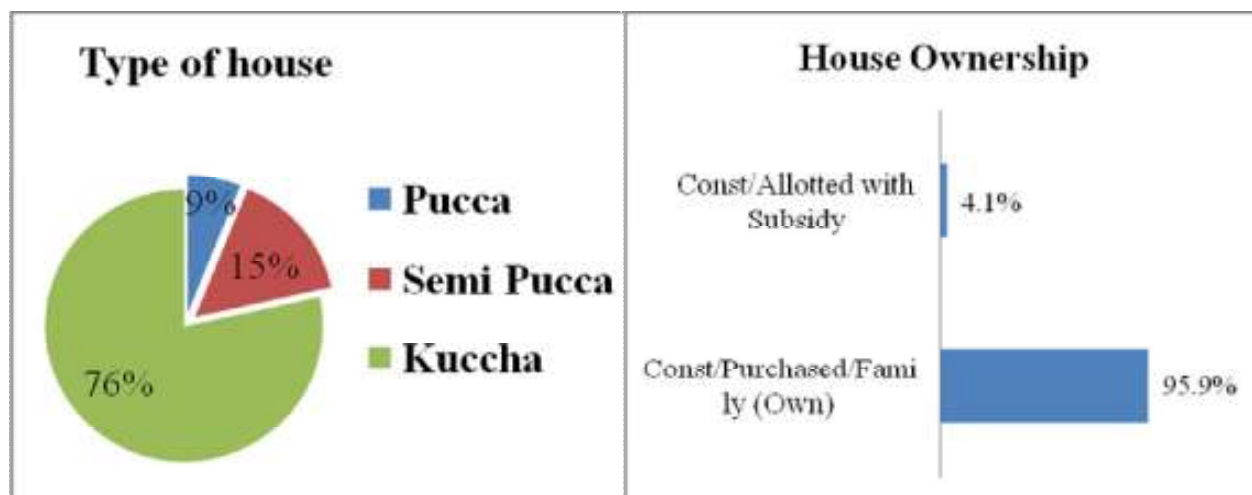 Type of house
9%
15%
76%
Pucca
Semi Pucca
Kuccha
House Ownership
Const/Allotted with
Subsidy
4.1%
Const/Purchased/Fami
ly (Own)
95.9%